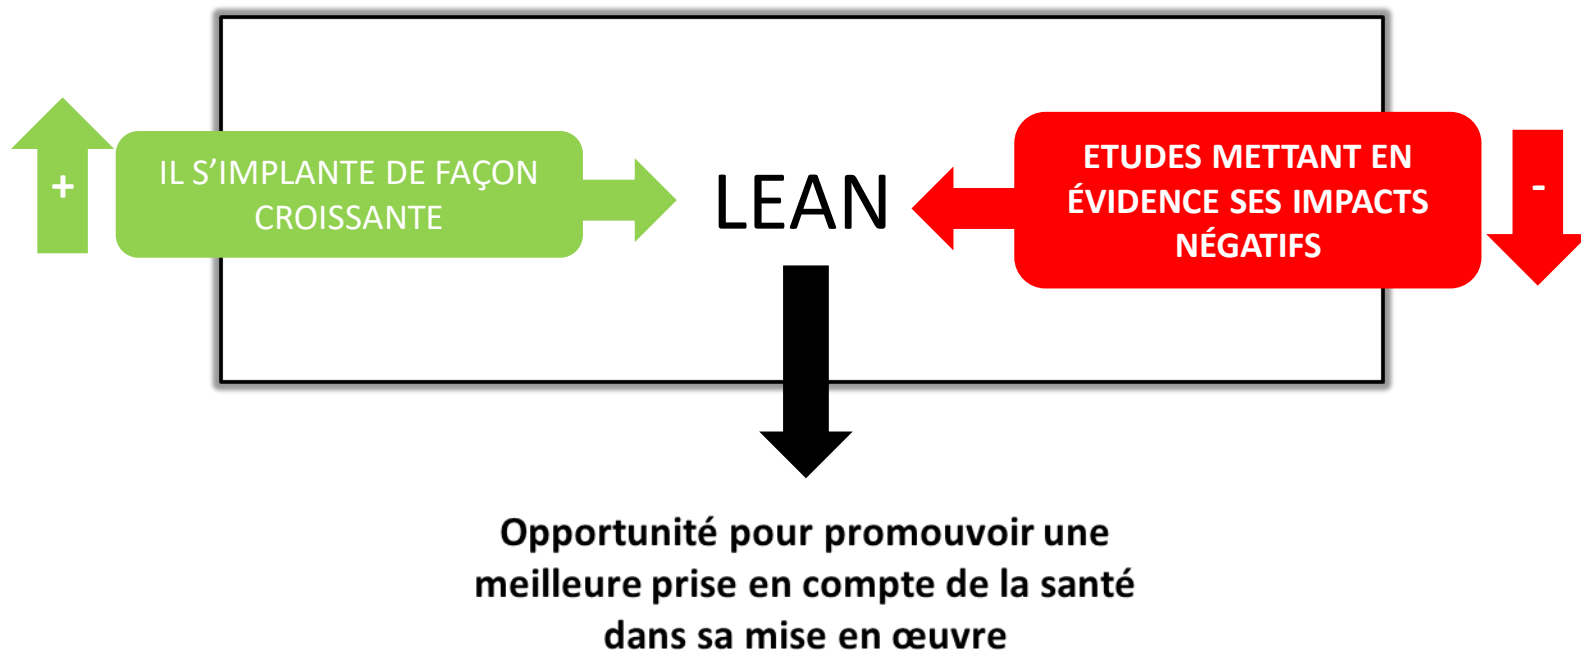 +
IL S’IMPLANTE DE FAÇON
CROISSANTE
LEAN
ETUDES METTANT EN
ÉVIDENCE SES IMPACTS
NÉGATIFS
-
Opportunité pour promouvoir une
meilleure prise en compte de la santé
dans sa mise en œuvre